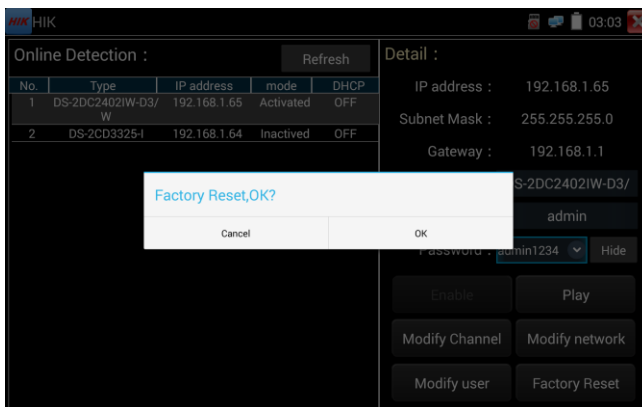 HIK HIK 03:03
Online Detection : Refresh
No. Type IP address mode DHCP
1 DS-2DC2402IW-D3/W 192.168.1.65 Activated OFF
2 DS-2CD3325-I 192.168.1.64 Inactived OFF
Detail :
IP address : 192.168.1.65
Subnet Mask : 255.255.255.0
Gateway : 192.168.1.1
S-2DC2402IW-D3/
admin
Password : admin1234 Hide
Factory Reset,OK?
Cancel OK
Enable Play
Modify Channel Modify network
Modify user Factory Reset